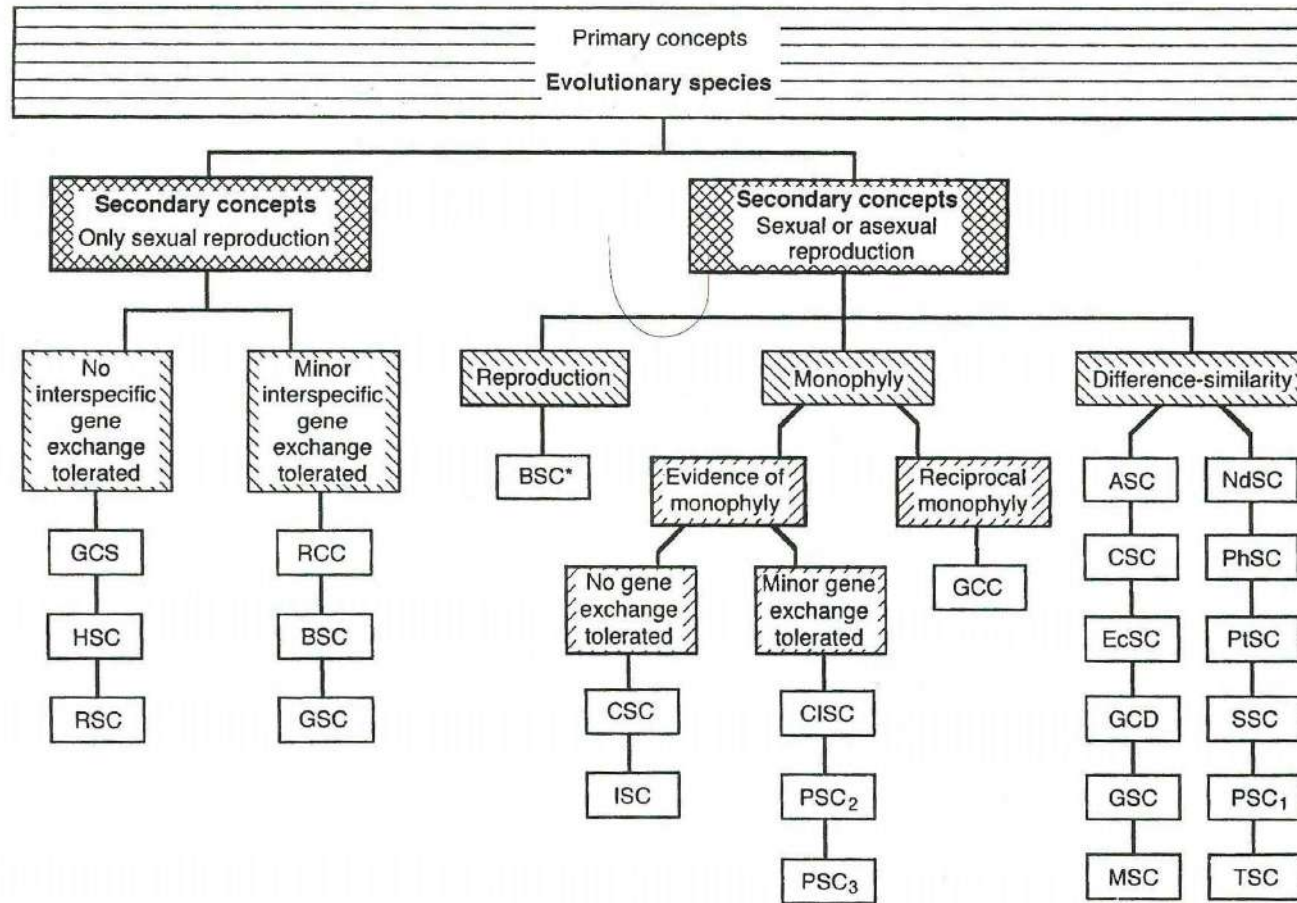 Primary concepts
Evolutionary species
Secondary concepts
Only sexual reproduction
Secondary concepts
Sexual or asexual
reproduction
No
interspecific
gene
exchange
tolerated
Minor
interspecific
gene
exchange
tolerated
Reproduction
Monophyly
Difference-similarity
BSC*
Evidence of
monophyly
Reciprocal
monophyly
ASC
NdSC
GCS
RCC
No gene
exchange
tolerated
Minor gene
exchange
tolerated
GCC
CSC
PhSC
HSC
BSC
EcSC
PtSC
RSC
GSC
CSC
CISC
GCD
SSC
ISC
PSC2
GSC
PSC1
PSC3
MSC
TSC